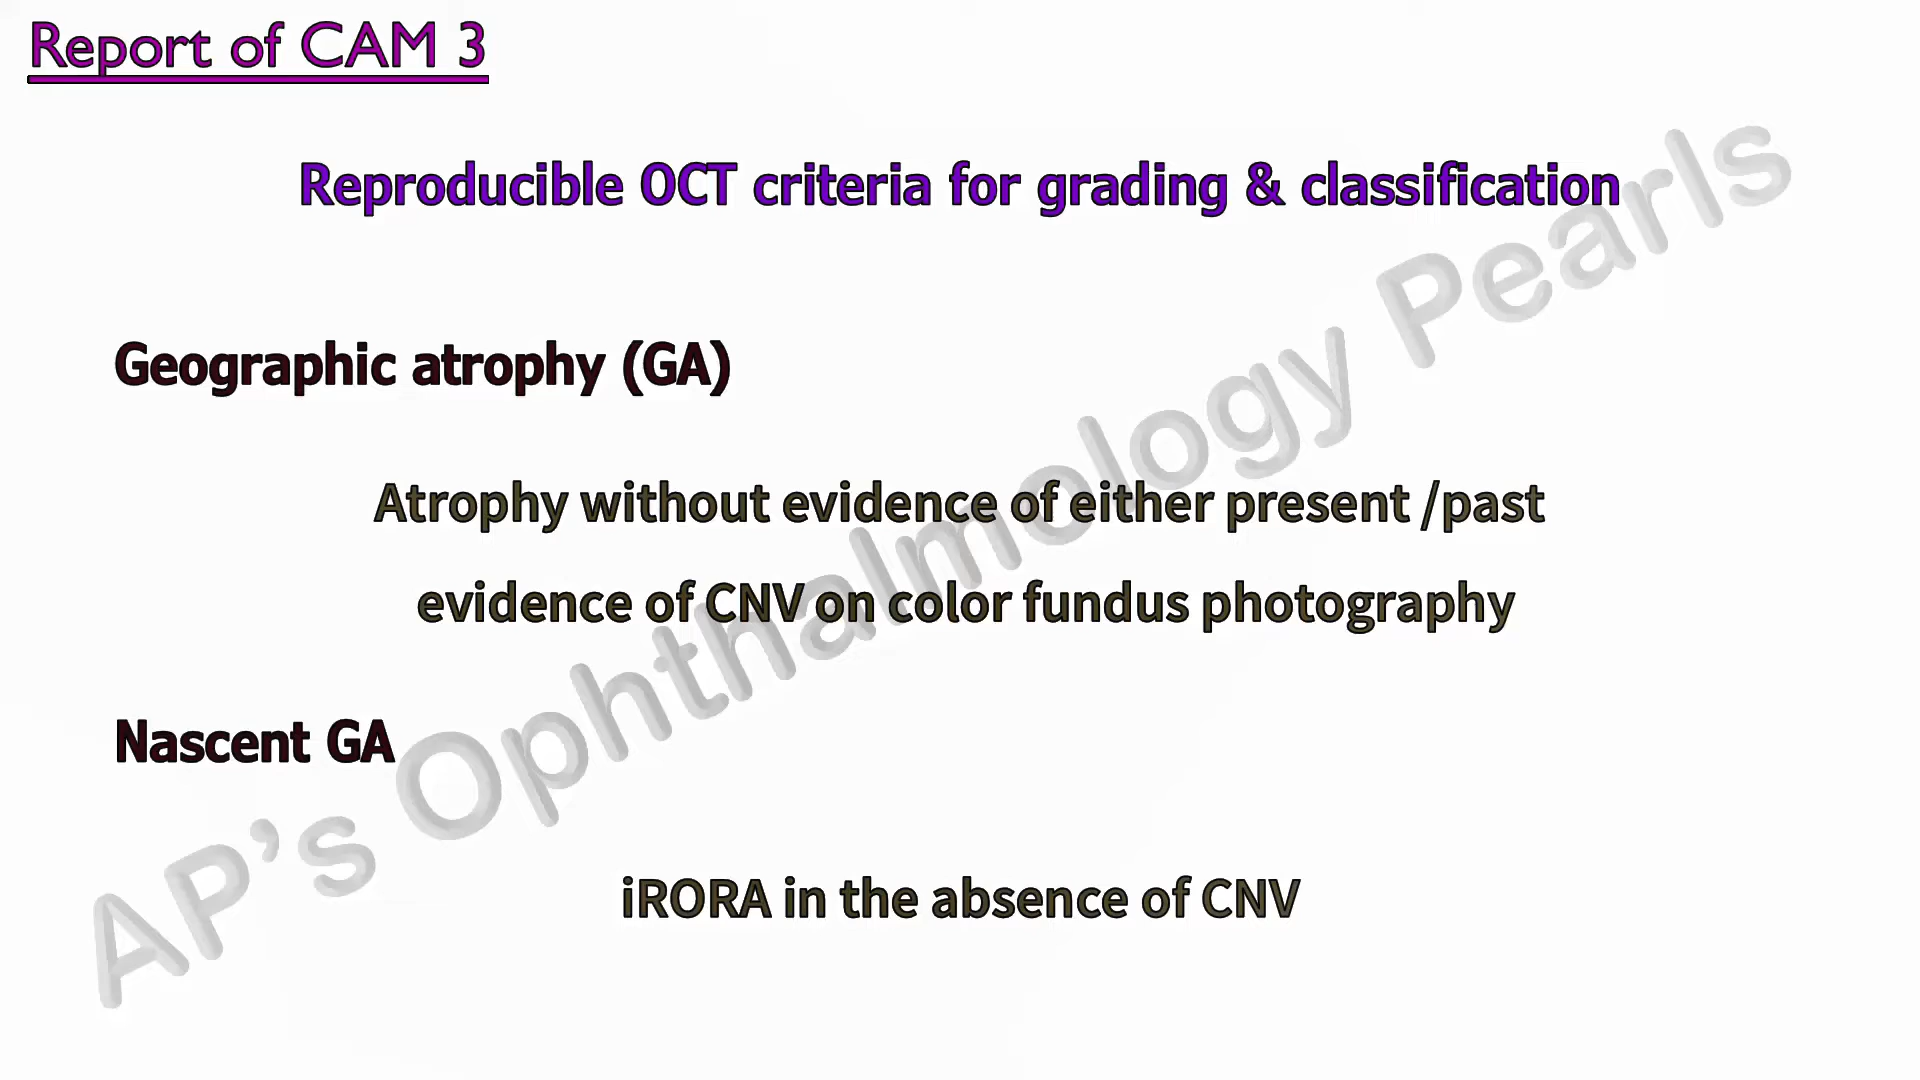 Report of CAM 3
Reproducible OCT criteria for grading & classification
Geographic atrophy (GA)
Atrophy without evidence of either present /past
evidence of CNV on color fundus photography
Nascent GA
iRORA in the absence of CNV
AP’s Ophthalmology Pearls